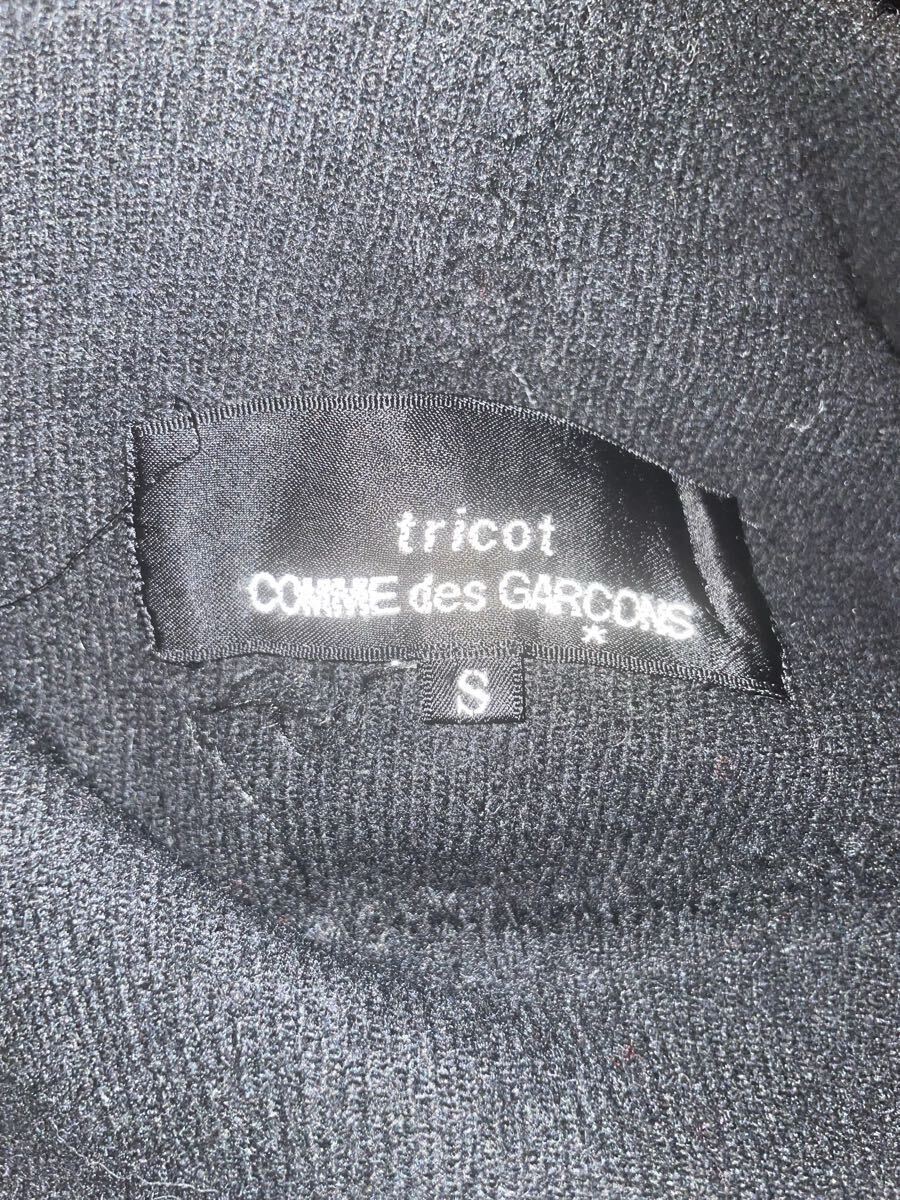 tricot
COMME des GARCONS
*
S